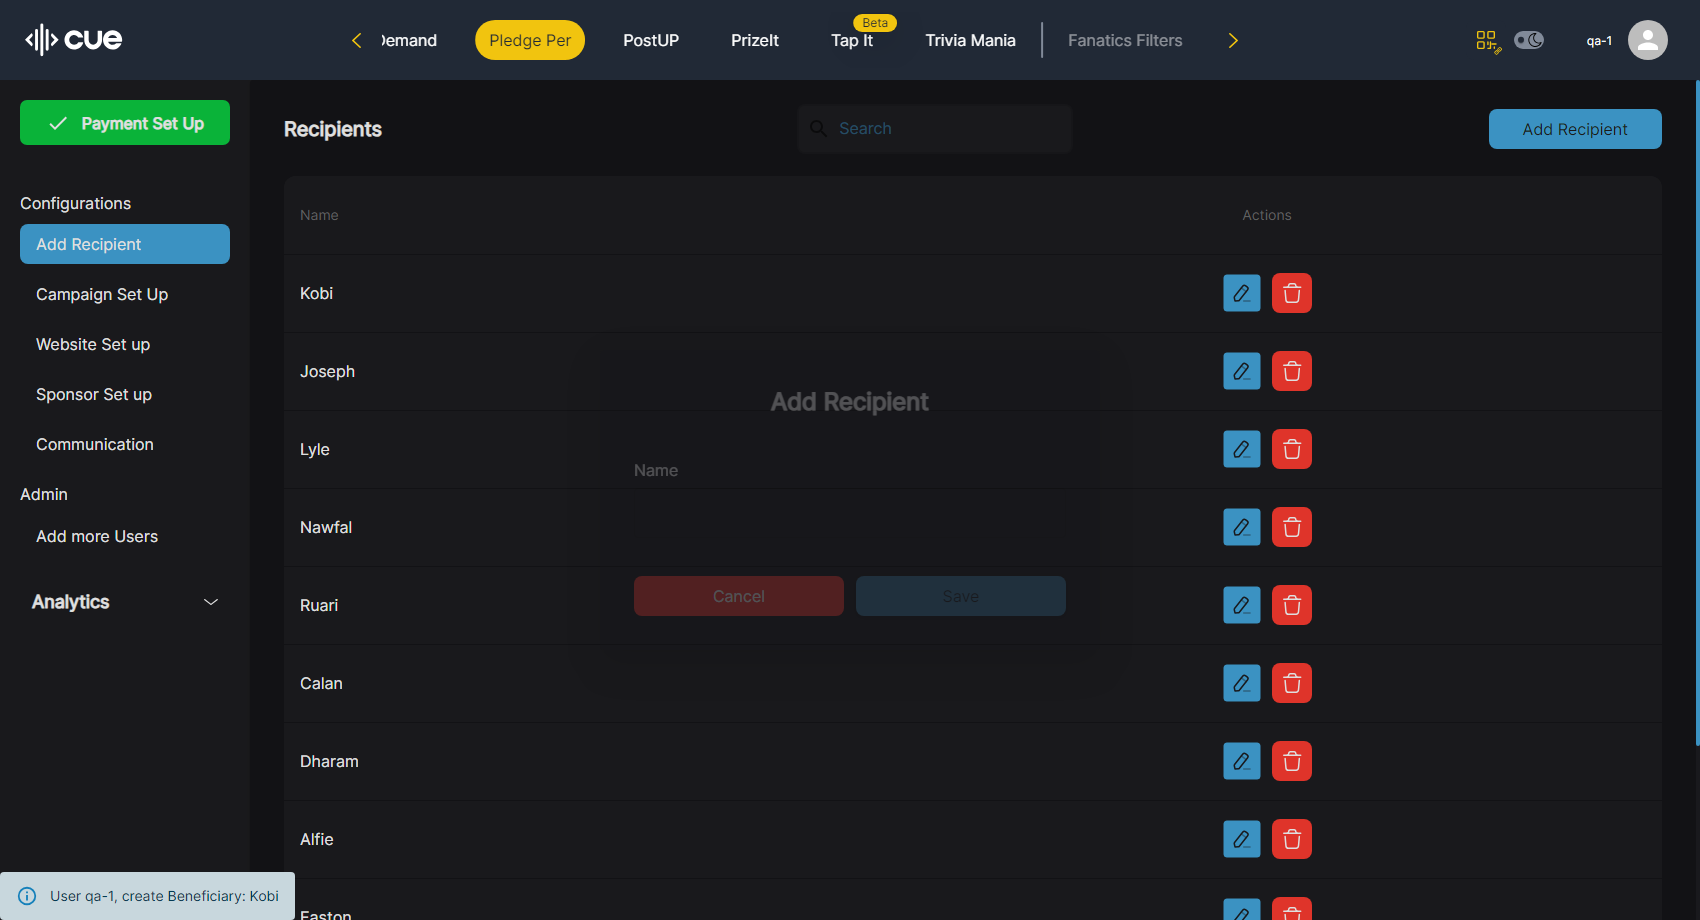 cue
Demand
Pledge Per
PostUP
PrizeIt
Beta
Tap It
Trivia Mania
Fanatics Filters
qa-1
Payment Set Up
Configurations
Add Recipient
Campaign Set Up
Website Set up
Sponsor Set up
Communication
Admin
Add more Users
Analytics
Recipients
Search
Add Recipient
Name
Actions
Kobi
Joseph
Lyle
Nawfal
Ruari
Calan
Dharam
Alfie
Easton
Add Recipient
Name
Cancel
Save
User qa-1, create Beneficiary: Kobi